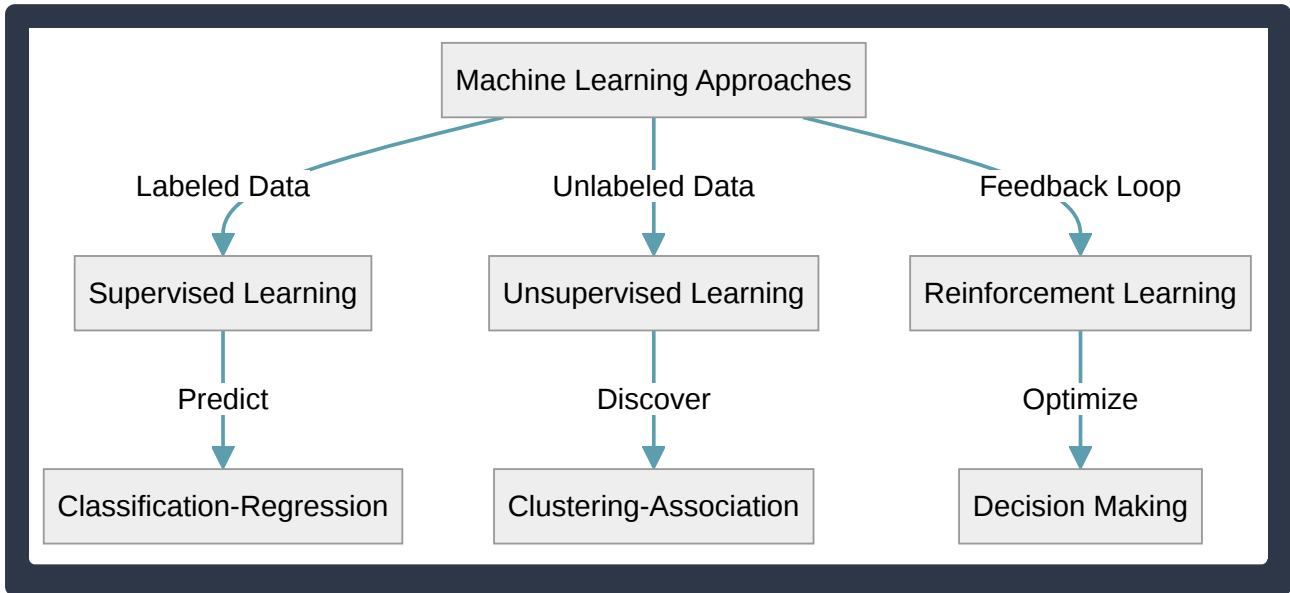 Machine Learning Approaches
Labeled Data
Unlabeled Data
Feedback Loop
Supervised Learning
Unsupervised Learning
Reinforcement Learning
Predict
Discover
Optimize
Classification-Regression
Clustering-Association
Decision Making